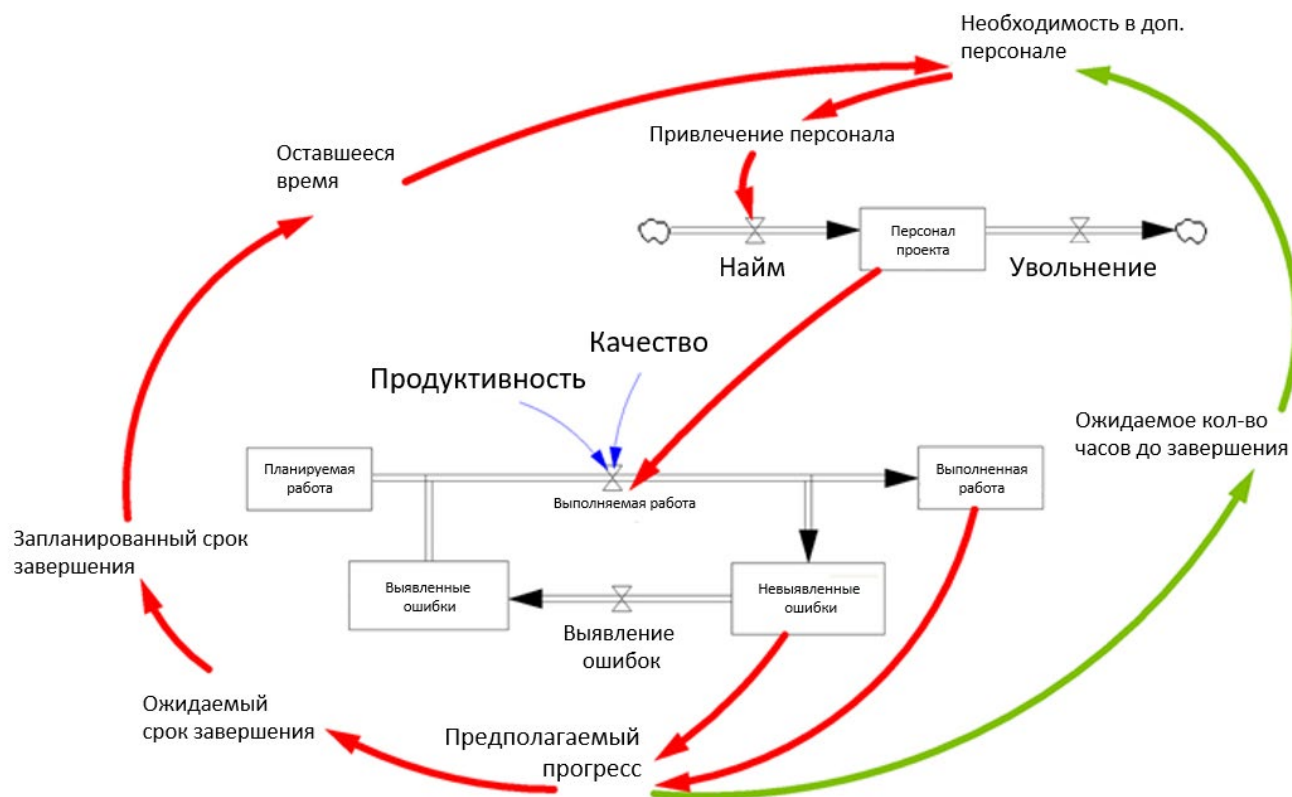 Необходимость в доп.
персонале
Привлечение персонала
Оставшееся
время
Персонал
проекта
Найм
Увольнение
Качество
Продуктивность
Ожидаемое кол-во
часов до завершения
Планируемая
работа
Выполненная
работа
Выполняемая работа
Запланированный срок
завершения
Выявленные
ошибки
Невыявленные
ошибки
Выявление
ошибок
Ожидаемый
срок завершения
Предполагаемый
прогресс